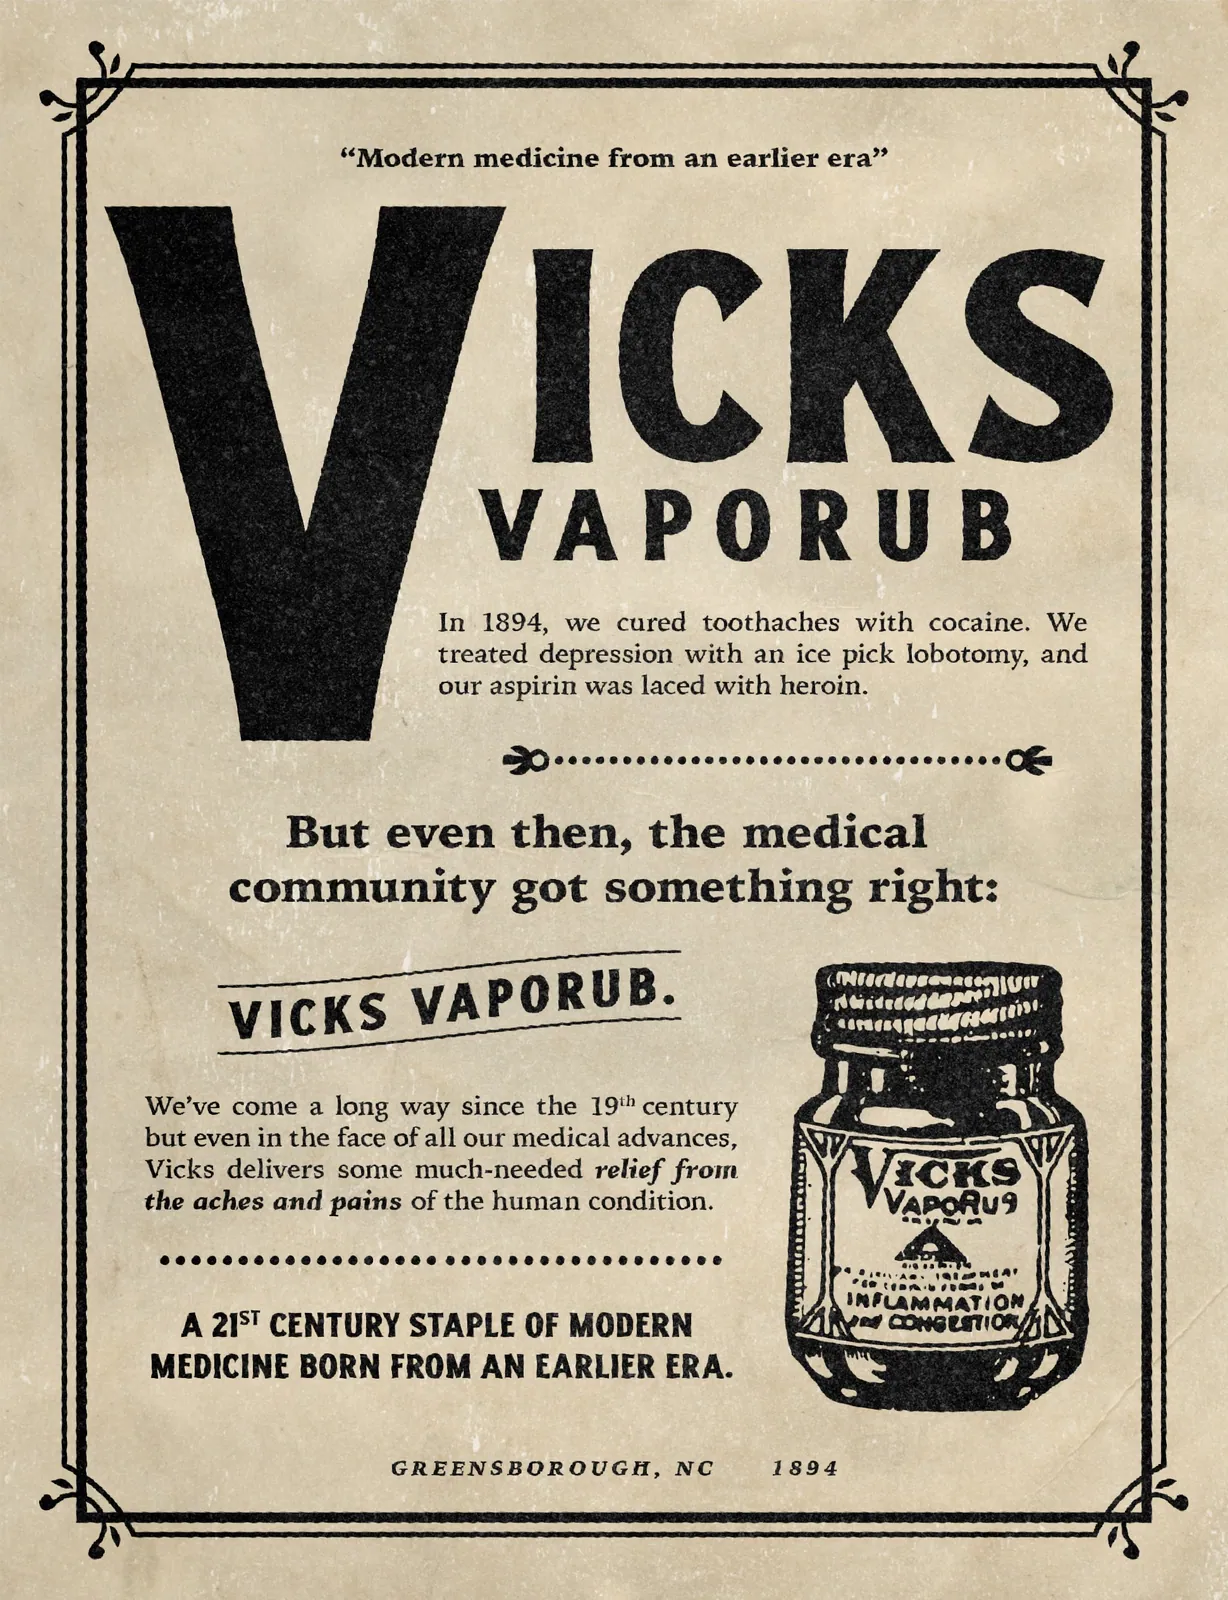 “Modern medicine from an earlier era”
VICKS
VAPORUB
In 1894, we cured toothaches with cocaine. We
treated depression with an ice pick lobotomy, and
our aspirin was laced with heroin.
But even then, the medical
community got something right:
VICKS VAPORUB.
We’ve come a long way since the 19th century
but even in the face of all our medical advances,
Vicks delivers some much-needed relief from
the aches and pains of the human condition.
A 21ST CENTURY STAPLE OF MODERN
MEDICINE BORN FROM AN EARLIER ERA.
VICKS
VAPORUB
INFLAMMATION
AND CONGESTION
GREENSBOROUGH, NC 1894